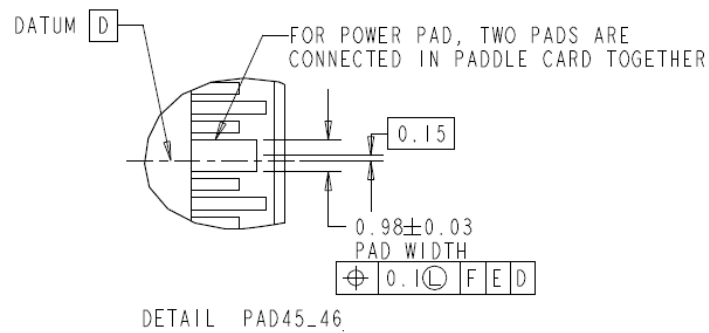 DATUM D
FOR POWER PAD, TWO PADS ARE
CONNECTED IN PADDLE CARD TOGETHER
0.15
0.98±0.03
PAD WIDTH
⌖ 0.1Ⓛ F E D
DETAIL PAD45_46